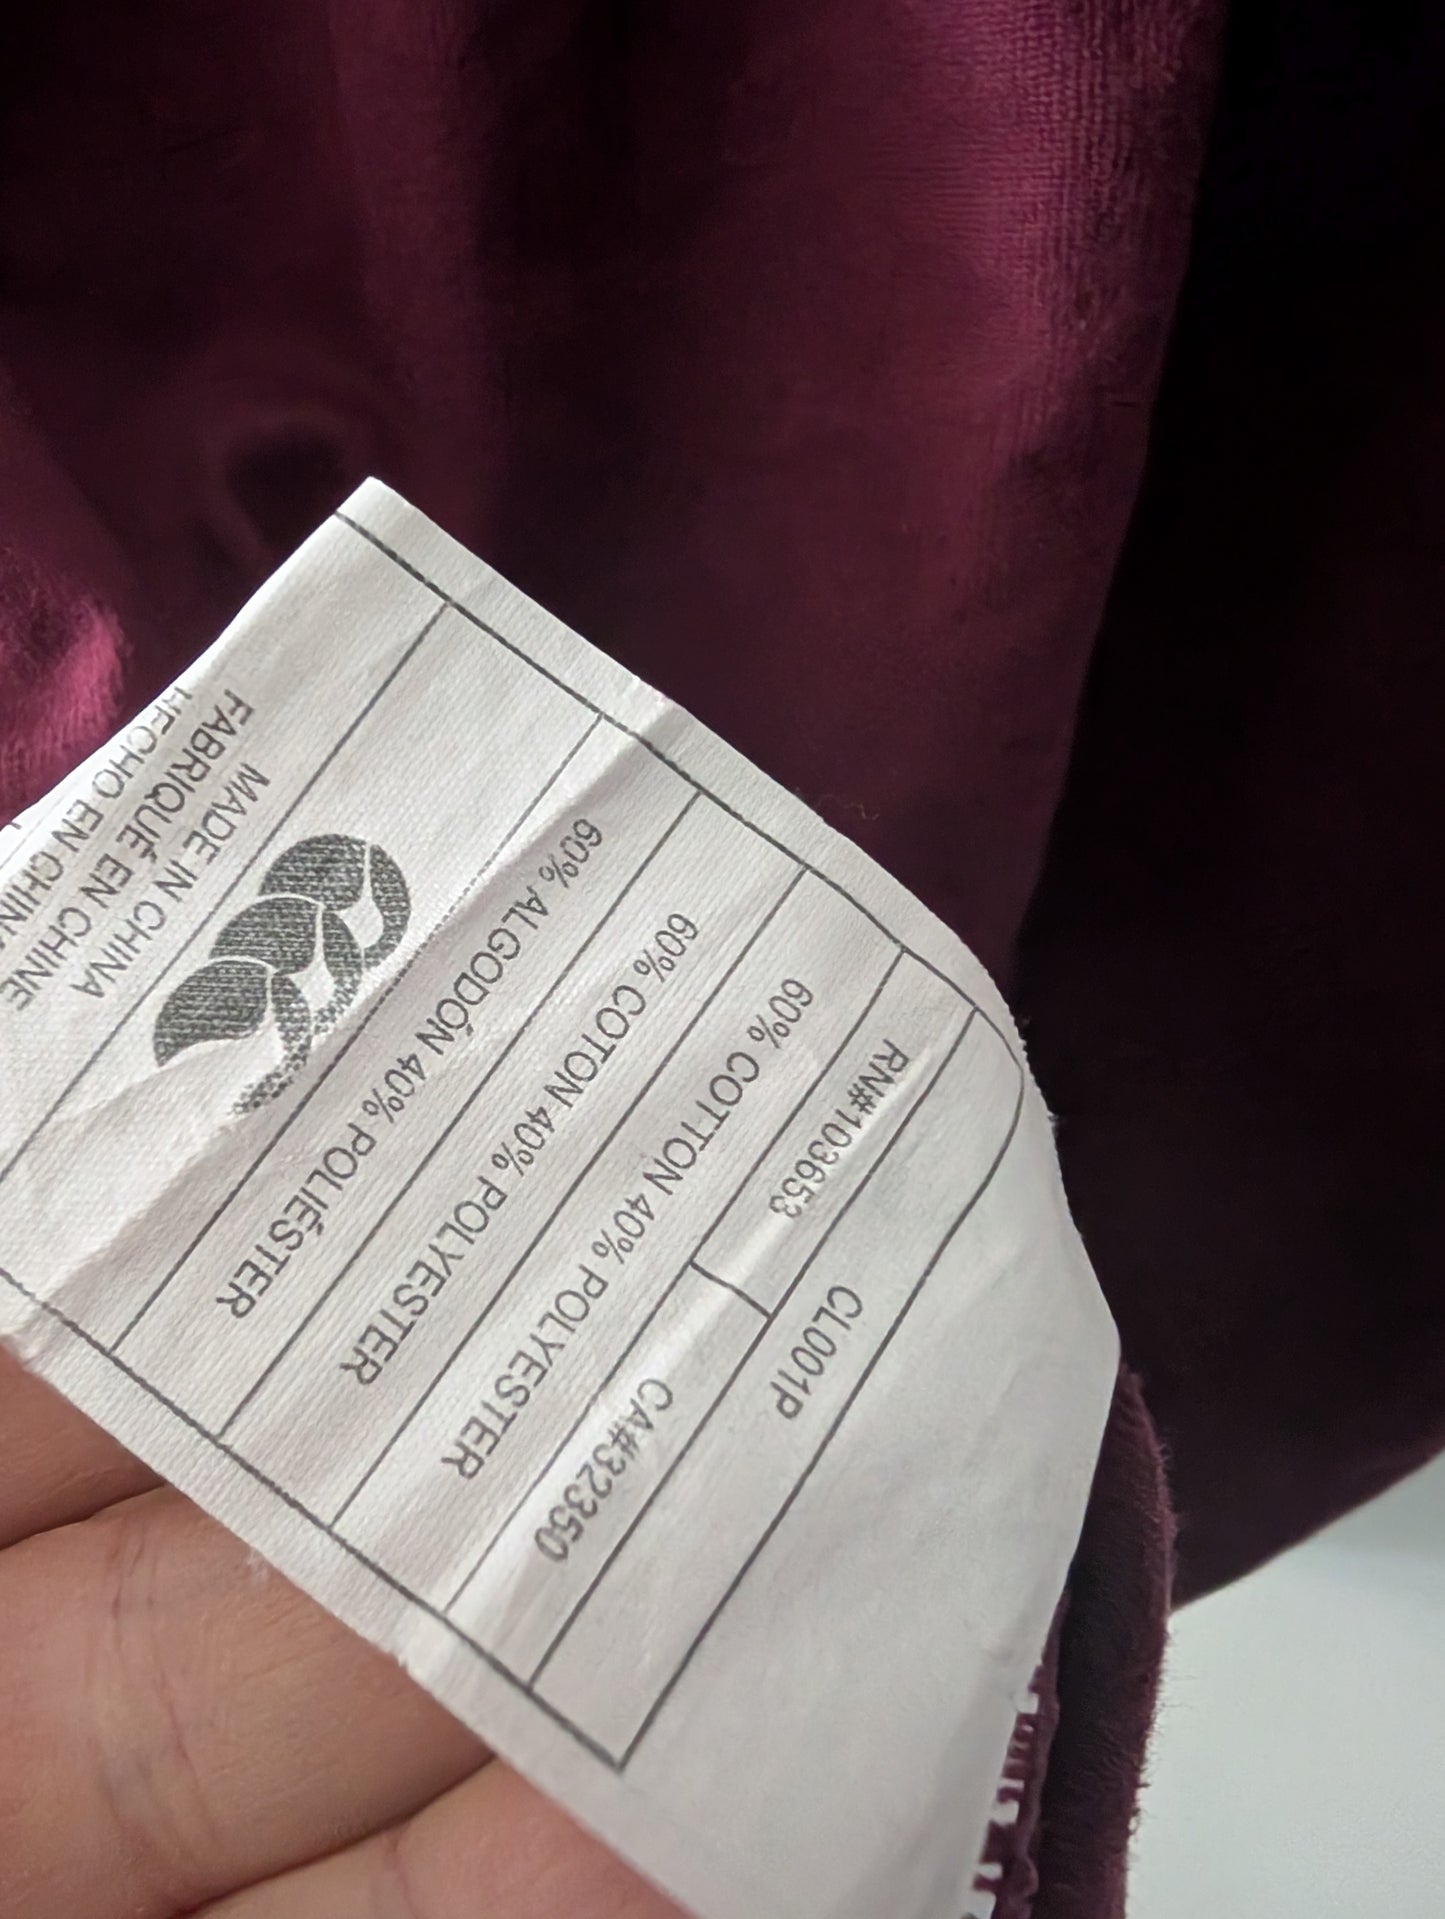 CL001P
RN#103653 CA#32350
60% COTTON 40% POLYESTER
60% COTON 40% POLYESTER
60% ALGODÓN 40% POLIÉSTER
MADE IN CHINA
FABRIQUÉ EN CHINE
HECHO EN CHINA